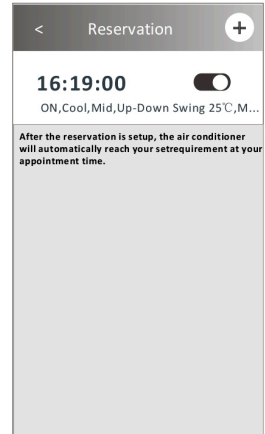 < Reservation +
16:19:00
ON,Cool,Mid,Up-Down Swing 25℃,M...
After the reservation is setup, the air conditioner
will automatically reach your setrequirement at your
appointment time.